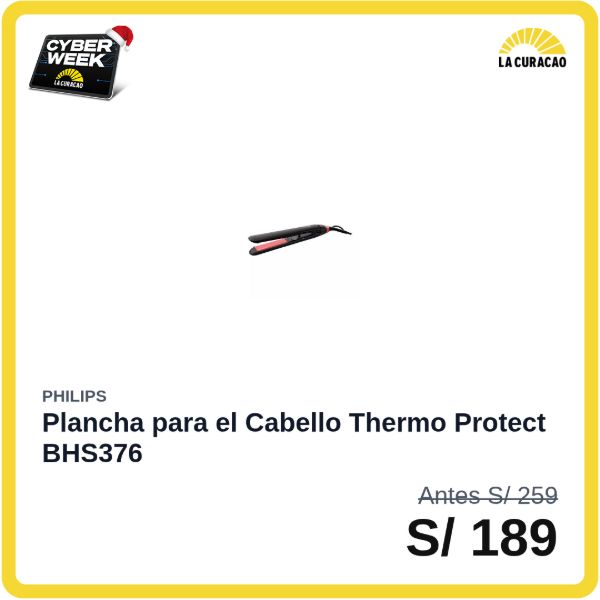 CYBER
WEEK
LA CURACAO
LA CURACAO
PHILIPS
Plancha para el Cabello Thermo Protect
BHS376
Antes S/ 259
S/ 189